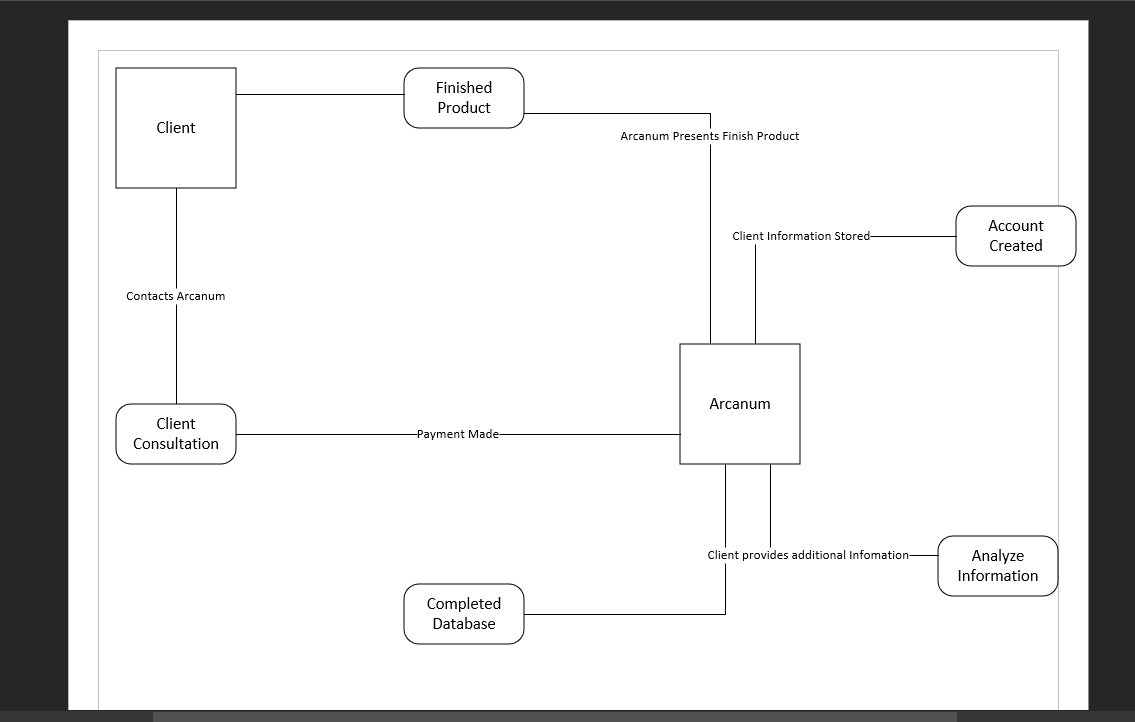 Client
Finished
Product
Arcanum Presents Finish Product
Client Information Stored
Account
Created
Contacts Arcanum
Arcanum
Client
Consultation
Payment Made
Client provides additional Infomation
Analyze
Information
Completed
Database